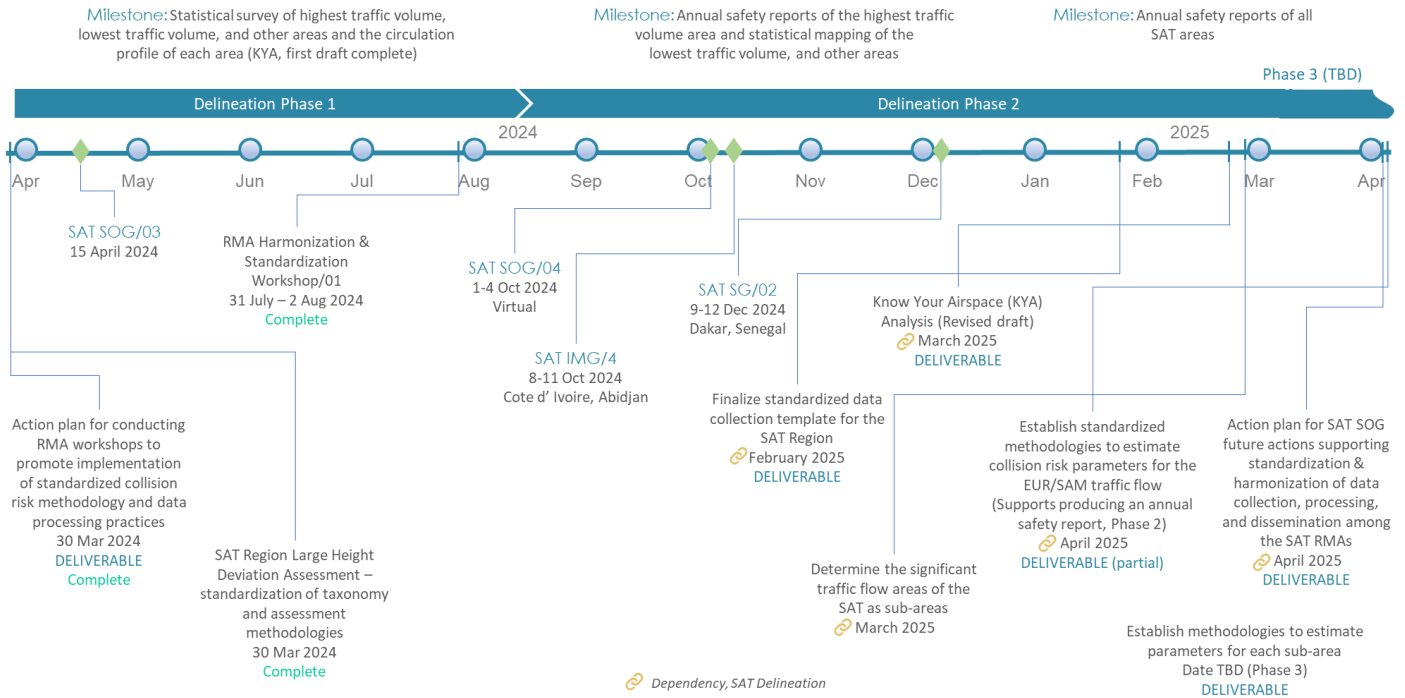 Milestone: Statistical survey of highest traffic volume,
lowest traffic volume, and other areas and the circulation
profile of each area (KYA, first draft complete)
Milestone: Annual safety reports of the highest traffic
volume area and statistical mapping of the
lowest traffic volume, and other areas
Milestone: Annual safety reports of all
SAT areas
Phase 3 (TBD)
Delineation Phase 1
Delineation Phase 2
2024
2025
Apr
May
Jun
Jul
Aug
Sep
Oct
Nov
Dec
Jan
Feb
Mar
Apr
SAT SOG/03
15 April 2024
RMA Harmonization &
Standardization
Workshop/01
31 July – 2 Aug 2024
Complete
SAT SOG/04
1-4 Oct 2024
Virtual
SAT IMG/4
8-11 Oct 2024
Cote d’ Ivoire, Abidjan
SAT SG/02
9-12 Dec 2024
Dakar, Senegal
Know Your Airspace (KYA)
Analysis (Revised draft)
March 2025
DELIVERABLE
Finalize standardized data
collection template for the
SAT Region
February 2025
DELIVERABLE
Action plan for conducting
RMA workshops to
promote implementation
of standardized collision
risk methodology and data
processing practices
30 Mar 2024
DELIVERABLE
Complete
SAT Region Large Height
Deviation Assessment –
standardization of taxonomy
and assessment
methodologies
30 Mar 2024
Complete
Determine the significant
traffic flow areas of the
SAT as sub-areas
March 2025
Establish standardized
methodologies to estimate
collision risk parameters for the
EUR/SAM traffic flow
(Supports producing an annual
safety report, Phase 2)
April 2025
DELIVERABLE (partial)
Action plan for SAT SOG
future actions supporting
standardization &
harmonization of data
collection, processing,
and dissemination among
the SAT RMAs
April 2025
DELIVERABLE
Establish methodologies to estimate
parameters for each sub-area
Date TBD (Phase 3)
DELIVERABLE
Dependency, SAT Delineation